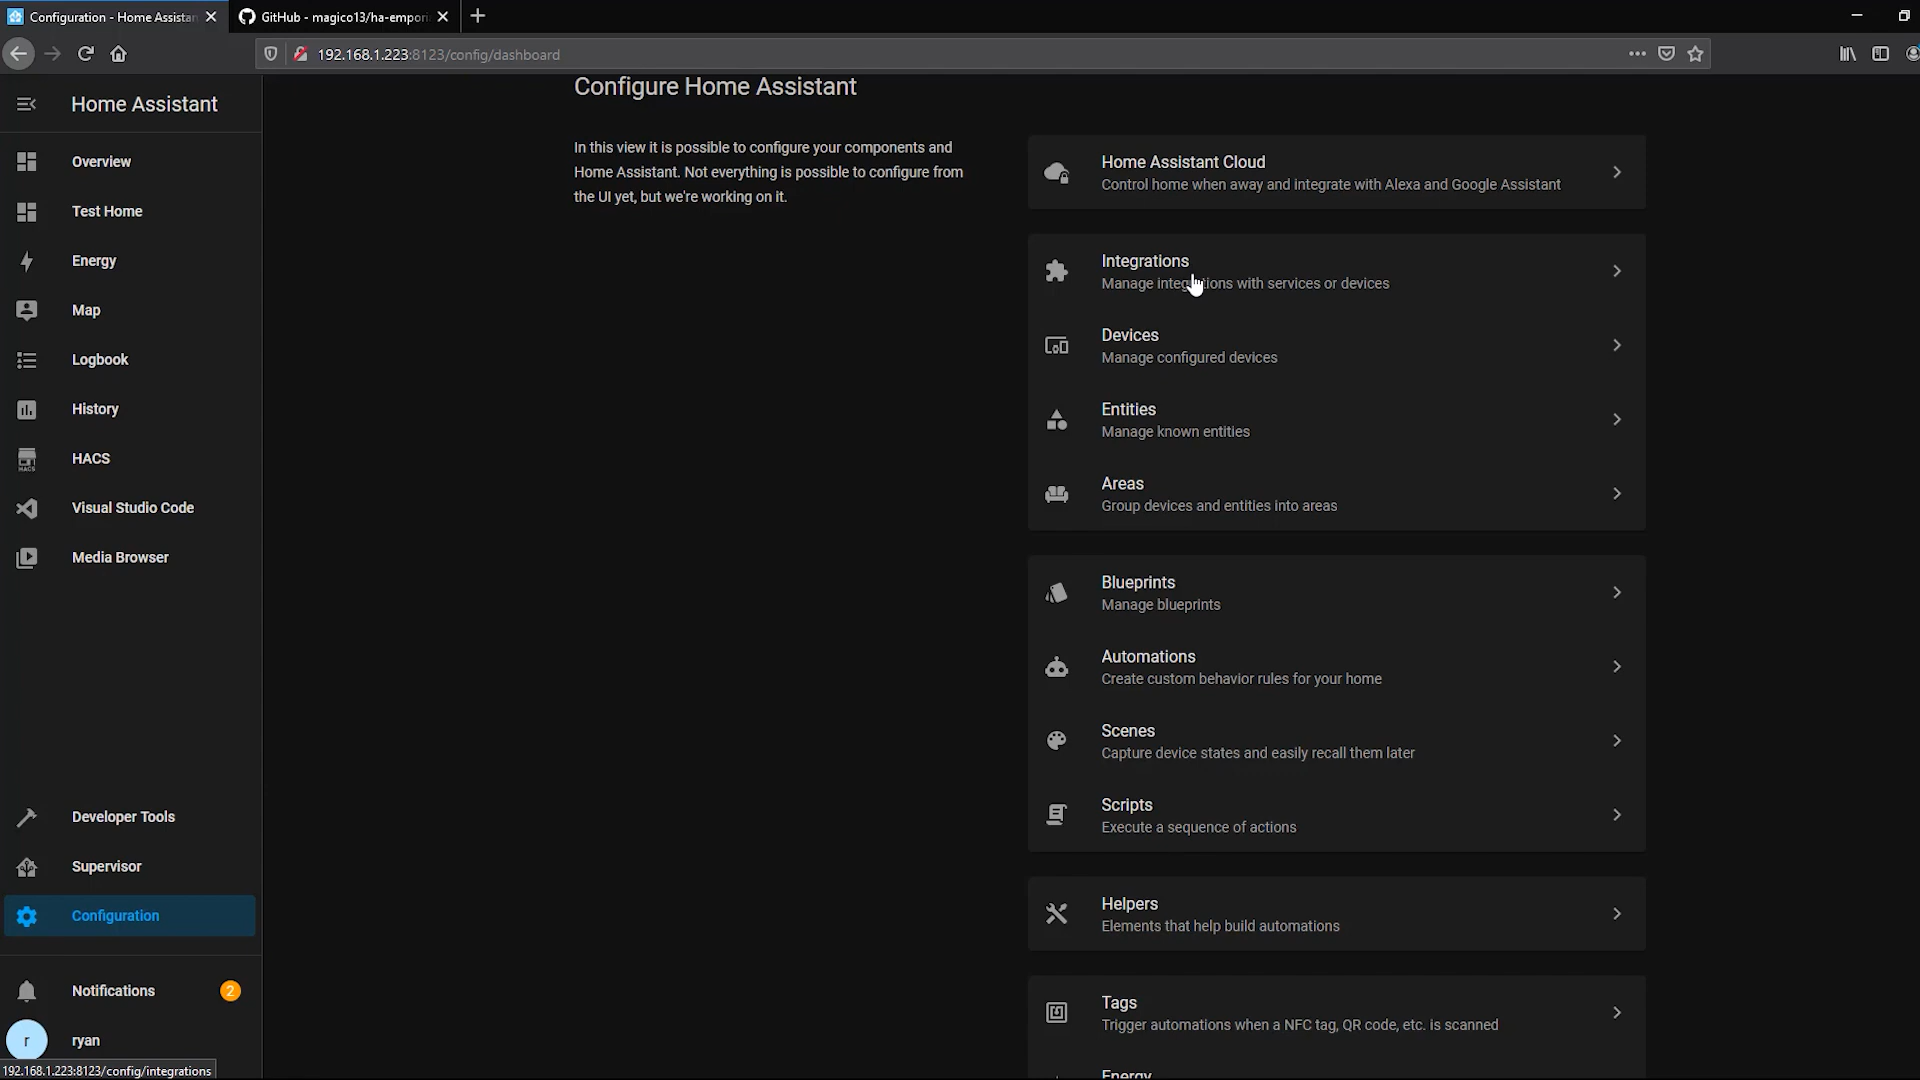 Configuration - Home Assistan
GitHub - magico13/ha-empori
192.168.1.223:8123/config/dashboard
Home Assistant
Overview
Test Home
Energy
Map
Logbook
History
HACS
HACS
Visual Studio Code
Media Browser
Developer Tools
Supervisor
Configuration
Notifications
2
r
ryan
192.168.1.223:8123/config/integrations
Configure Home Assistant
In this view it is possible to configure your components and
Home Assistant. Not everything is possible to configure from
the UI yet, but we're working on it.
Home Assistant Cloud
Control home when away and integrate with Alexa and Google Assistant
Integrations
Manage integrations with services or devices
Devices
Manage configured devices
Entities
Manage known entities
Areas
Group devices and entities into areas
Blueprints
Manage blueprints
Automations
Create custom behavior rules for your home
Scenes
Capture device states and easily recall them later
Scripts
Execute a sequence of actions
Helpers
Elements that help build automations
Tags
Trigger automations when a NFC tag, QR code, etc. is scanned
Energy